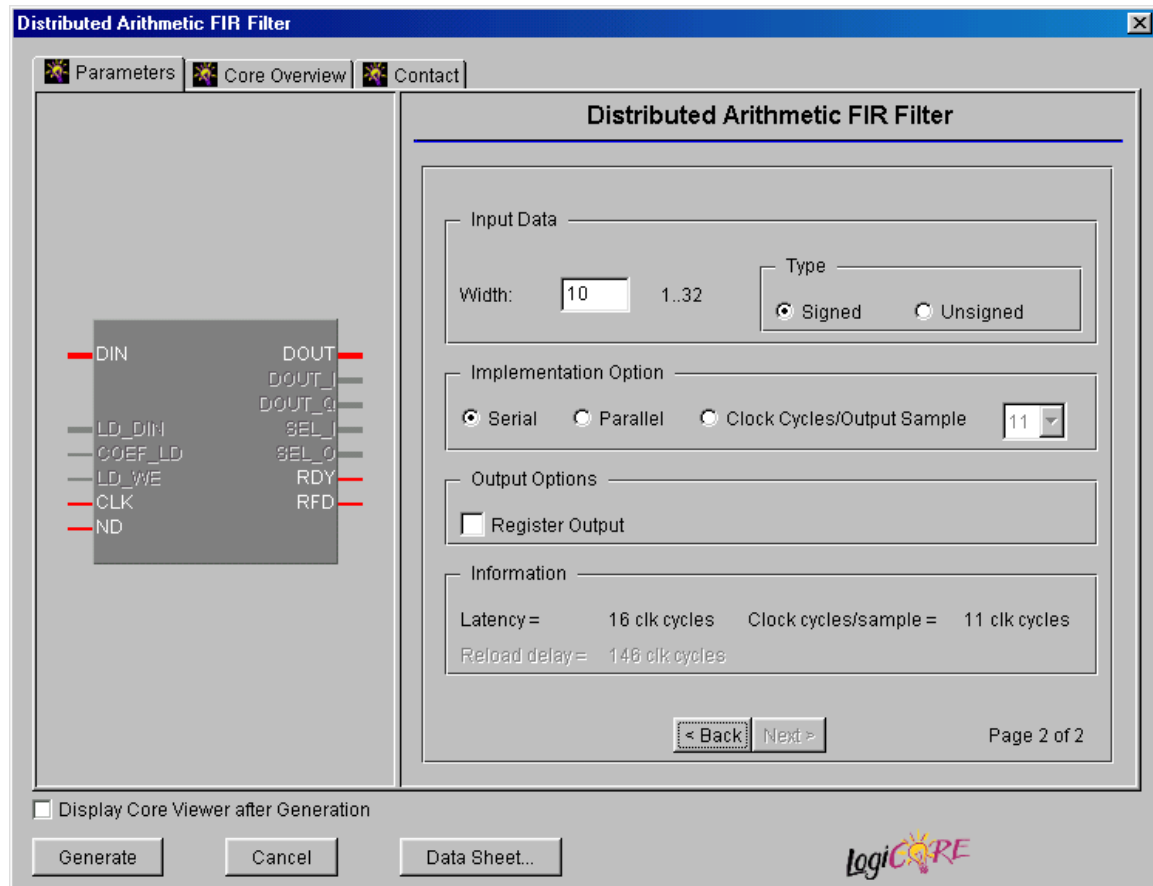 Distributed Arithmetic FIR Filter
Parameters Core Overview Contact
Distributed Arithmetic FIR Filter
DIN DOUT
DOUT_I
DOUT_Q
LD_DIN SEL_I
COEF_LD SEL_O
LD_WE RDY
CLK RFD
ND
Input Data
Width: 10 1..32
Type
Signed Unsigned
Implementation Option
Serial Parallel Clock Cycles/Output Sample 11
Output Options
Register Output
Information
Latency = 16 clk cycles Clock cycles/sample = 11 clk cycles
Reload delay = 146 clk cycles
< Back Next > Page 2 of 2
Display Core Viewer after Generation
Generate Cancel Data Sheet...
LogiCORE